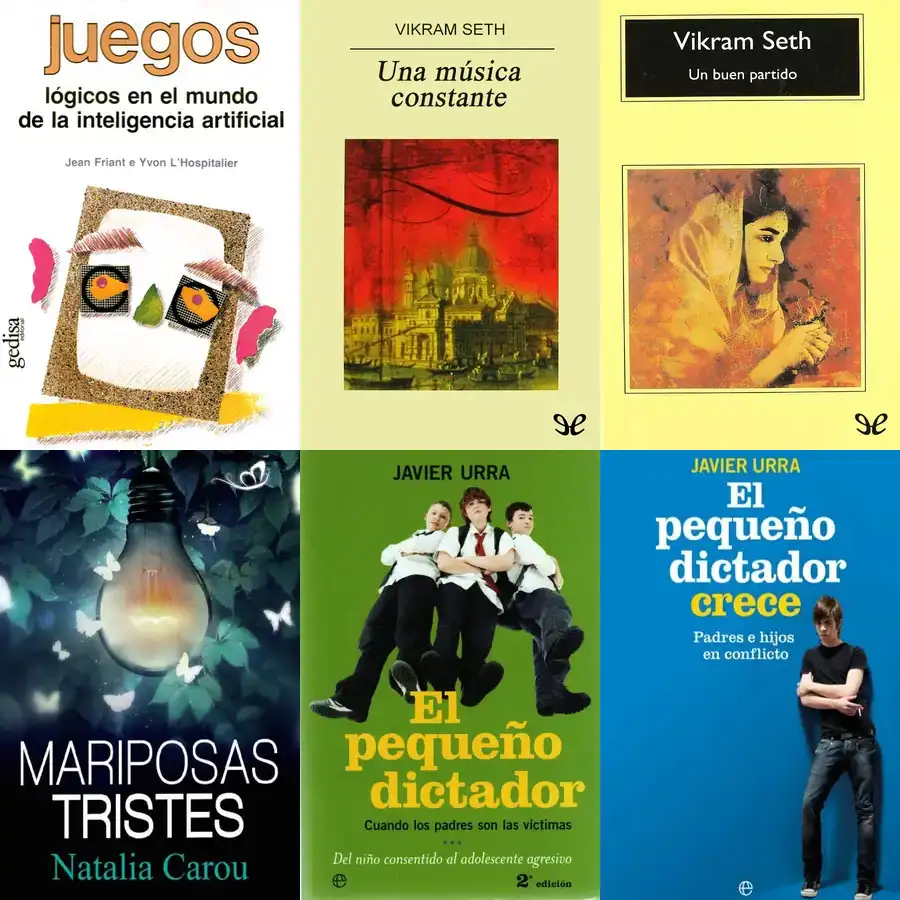 juegos
lógicos en el mundo
de la inteligencia artificial
Jean Friant e Yvon L'Hospitalier
gedisa
editorial
VIKRAM SETH
Una música
constante
Vikram Seth
Un buen partido
MARIPOSAS
TRISTES
Natalia Carou
JAVIER URRA
El
pequeño
dictador
Cuando los padres son las víctimas
Del niño consentido al adolescente agresivo
2ª edición
JAVIER URRA
El
pequeño
dictador
crece
Padres e hijos
en conflicto